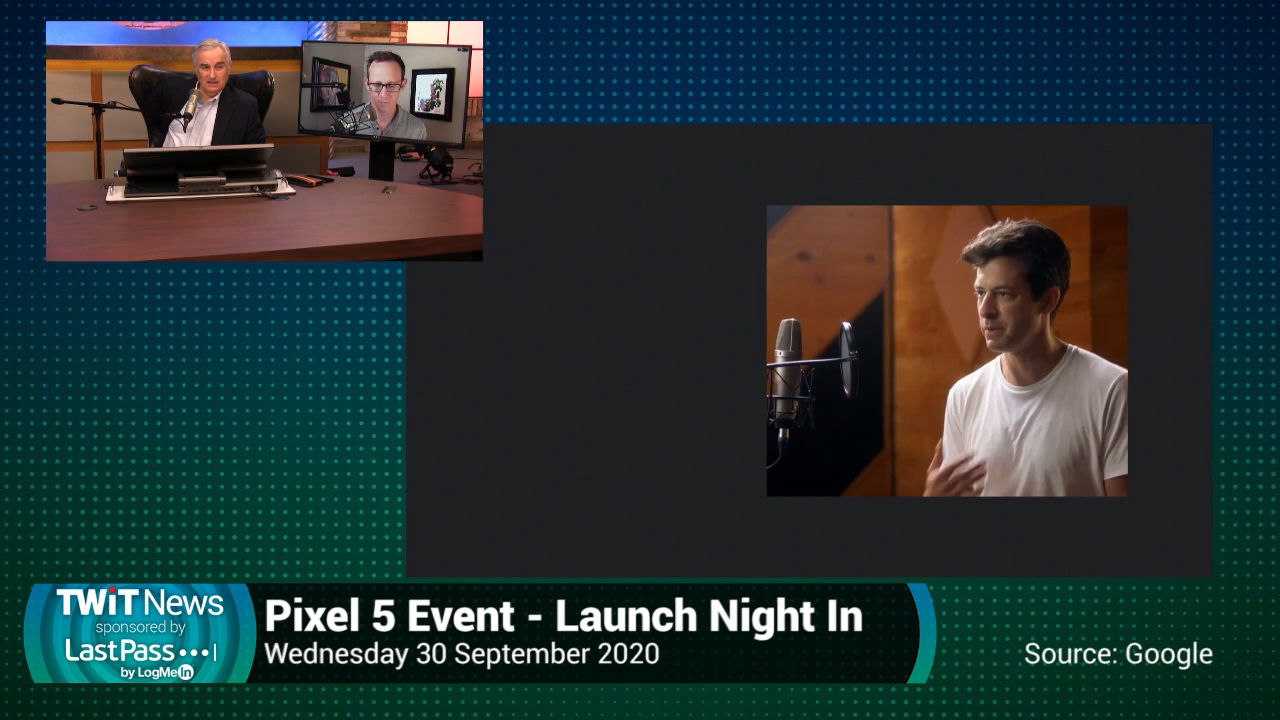 TWiT News
sponsored by
LastPass•••|
by LogMeIn
Pixel 5 Event - Launch Night In
Wednesday 30 September 2020
Source: Google